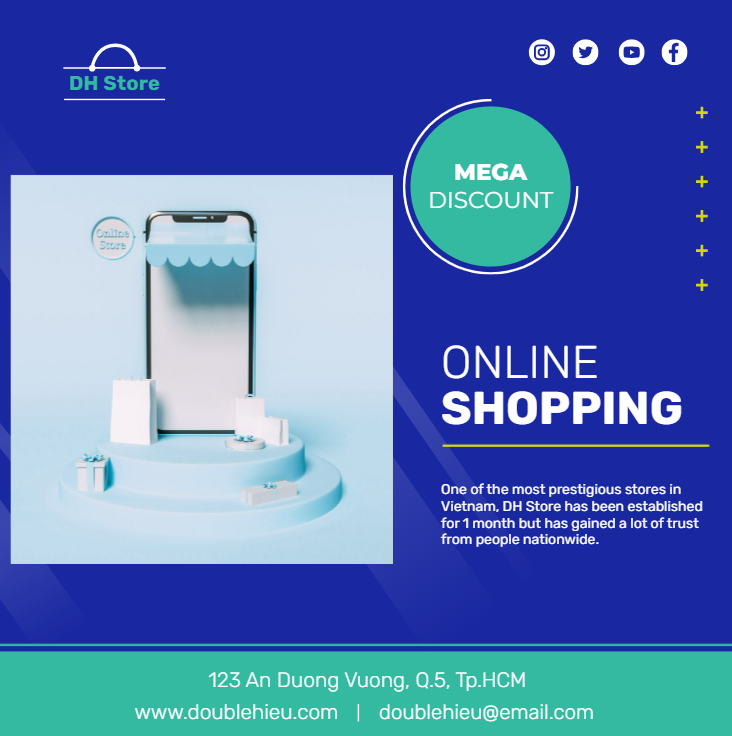 DH Store
MEGA
DISCOUNT
Online
Store
ONLINE
SHOPPING
One of the most prestigious stores in
Vietnam, DH Store has been established
for 1 month but has gained a lot of trust
from people nationwide.
123 An Duong Vuong, Q.5, Tp.HCM
www.doublehieu.com | doublehieu@email.com